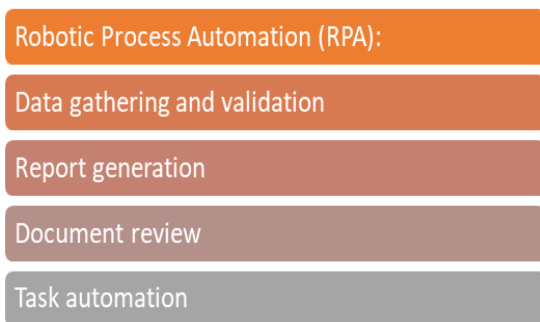 Robotic Process Automation (RPA):
Data gathering and validation
Report generation
Document review
Task automation